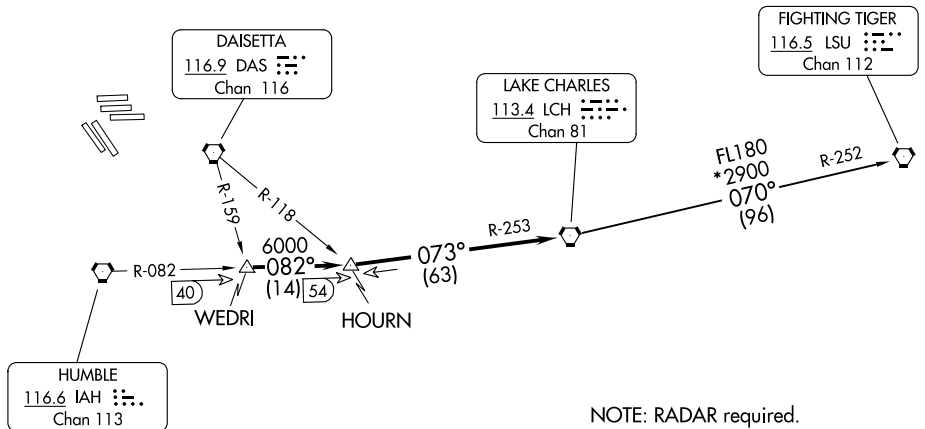 DAISETTA
116.9 DAS
Chan 116
LAKE CHARLES
113.4 LCH
Chan 81
FIGHTING TIGER
116.5 LSU
Chan 112
R-159
R-118
R-082
40
WEDRI
6000
082°
(14)
54
HOURN
073°
(63)
R-253
FL180
*2900
070°
(96)
R-252
HUMBLE
116.6 IAH
Chan 113
NOTE: RADAR required.